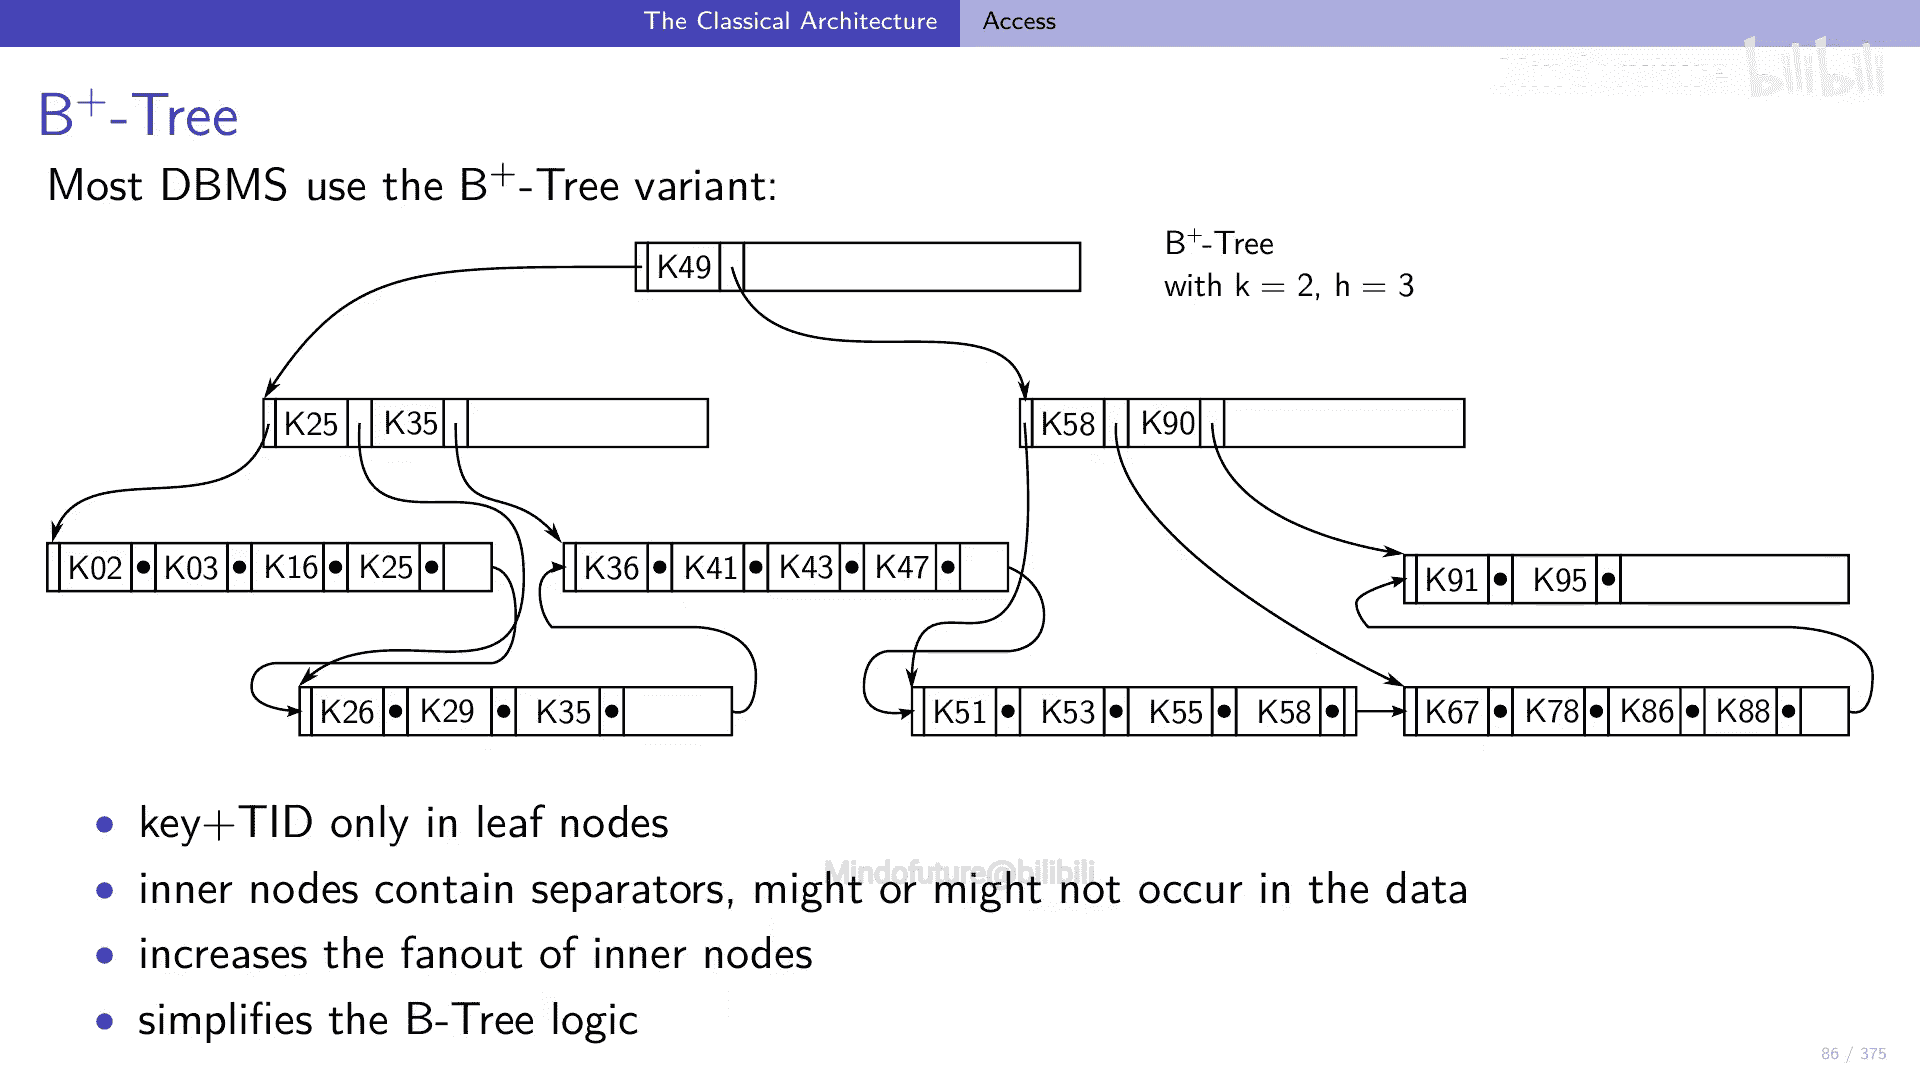 The Classical Architecture Access
bilibili
B+-Tree
Most DBMS use the B+-Tree variant:
B+-Tree
with k = 2, h = 3
K49
K25 K35
K58 K90
K02 K03 K16 K25
K36 K41 K43 K47
K91 K95
K26 K29 K35
K51 K53 K55 K58
K67 K78 K86 K88
• key+TID only in leaf nodes
Mindofuture@bilibili
• inner nodes contain separators, might or might not occur in the data
• increases the fanout of inner nodes
• simplifies the B-Tree logic
86 / 375